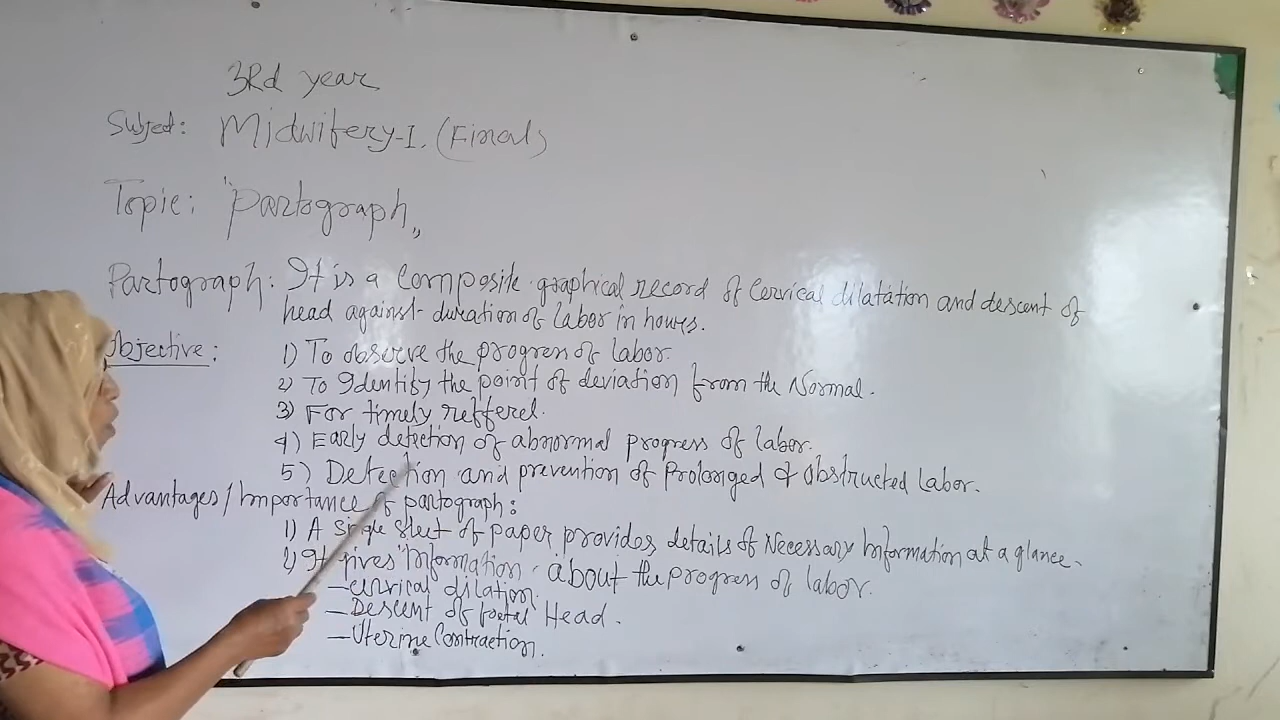 3Rd year
Subject: Midwifery-I. (Final)
Topic: "Partograph„
Partograph: It is a composite graphical record of cervical dilatation and descent of
head against duration of labor in hours.
Objective: 1) To observe the progress of labor.
2) To Identify the point of deviation from the Normal.
3) For timely refferel.
4) Early detection of abnormal progress of labor.
5) Detection and prevention of Prolonged & obstructed Labor.
Advantages/Importance of partograph:
1) A single sheet of paper provides details of Necessary Information at a glance.
2) It gives Information about the progress of labor.
— cervical dilation.
— Descent of foetal Head.
— Uterine Contraction.